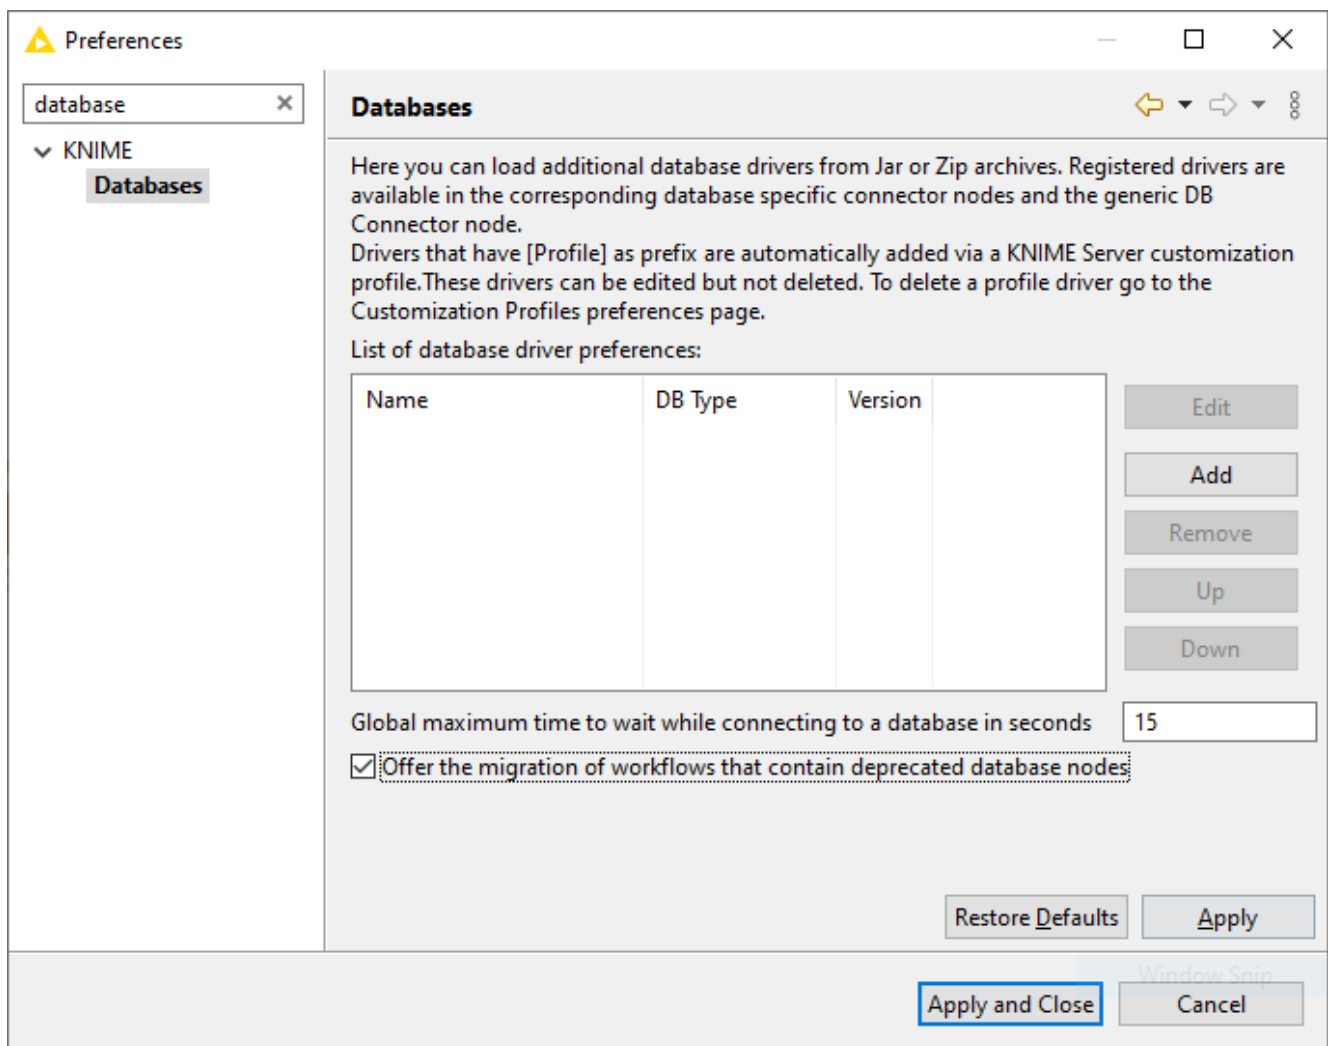 Preferences
database
KNIME
Databases
Databases
Here you can load additional database drivers from Jar or Zip archives. Registered drivers are
available in the corresponding database specific connector nodes and the generic DB
Connector node.
Drivers that have [Profile] as prefix are automatically added via a KNIME Server customization
profile.These drivers can be edited but not deleted. To delete a profile driver go to the
Customization Profiles preferences page.
List of database driver preferences:
Name DB Type Version
Edit
Add
Remove
Up
Down
Global maximum time to wait while connecting to a database in seconds 15
Offer the migration of workflows that contain deprecated database nodes
Restore Defaults Apply
Window Snip
Apply and Close Cancel